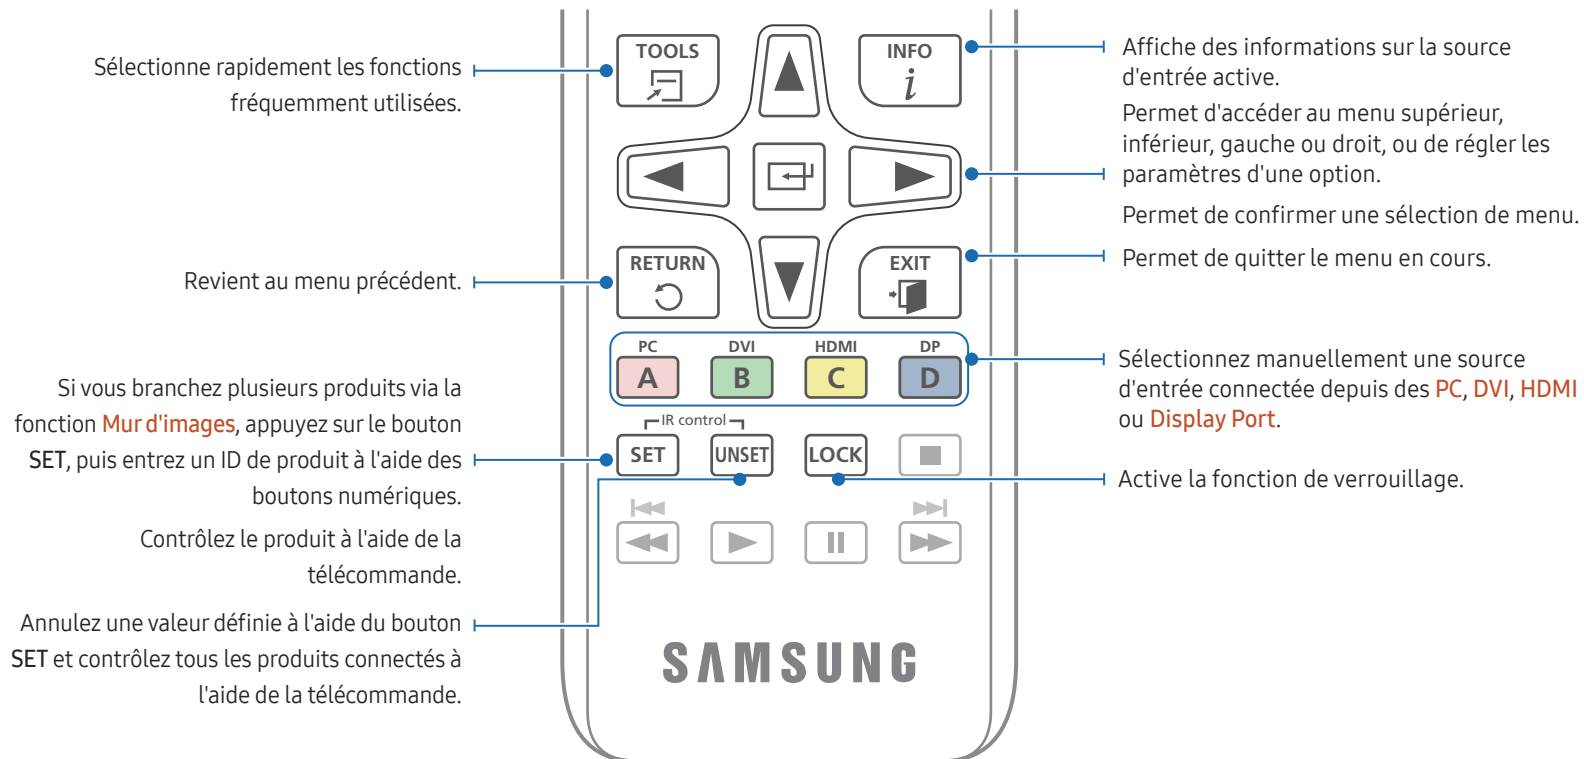 Sélectionne rapidement les fonctions
fréquemment utilisées.
Revient au menu précédent.
Si vous branchez plusieurs produits via la
fonction Mur d'images, appuyez sur le bouton
SET, puis entrez un ID de produit à l'aide des
boutons numériques.
Contrôlez le produit à l'aide de la
télécommande.
Annulez une valeur définie à l'aide du bouton
SET et contrôlez tous les produits connectés à
l'aide de la télécommande.
TOOLS
INFO
i
RETURN
EXIT
PC DVI HDMI DP
A B C D
IR control
SET UNSET LOCK
SAMSUNG
Affiche des informations sur la source
d'entrée active.
Permet d'accéder au menu supérieur,
inférieur, gauche ou droit, ou de régler les
paramètres d'une option.
Permet de confirmer une sélection de menu.
Permet de quitter le menu en cours.
Sélectionnez manuellement une source
d'entrée connectée depuis des PC, DVI, HDMI
ou Display Port.
Active la fonction de verrouillage.